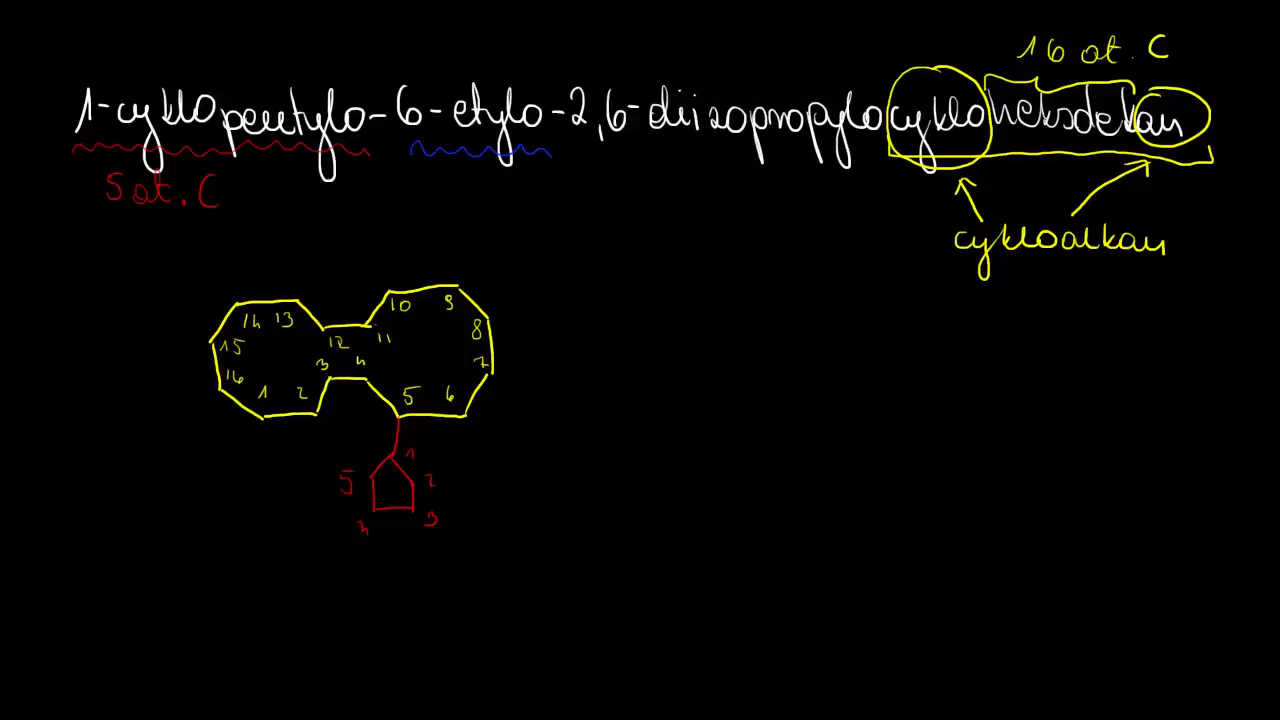 16 at. C
1-cyklopentylo-6-etylo-2,6-diizopropylocykloheksdekan
5 at. C
cykloalkan
10 9
14 13 8
12 11
15 3 4 7
16
1 2 5 6
1
5 2
4 3